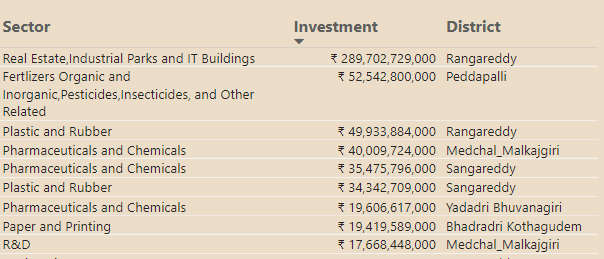 Sector Investment District
Real Estate,Industrial Parks and IT Buildings ₹ 289,702,729,000 Rangareddy
Fertlizers Organic and ₹ 52,542,800,000 Peddapalli
Inorganic,Pesticides,Insecticides, and Other
Related
Plastic and Rubber ₹ 49,933,884,000 Rangareddy
Pharmaceuticals and Chemicals ₹ 40,009,724,000 Medchal_Malkajgiri
Pharmaceuticals and Chemicals ₹ 35,475,796,000 Sangareddy
Plastic and Rubber ₹ 34,342,709,000 Sangareddy
Pharmaceuticals and Chemicals ₹ 19,606,617,000 Yadadri Bhuvanagiri
Paper and Printing ₹ 19,419,589,000 Bhadradri Kothagudem
R&D ₹ 17,668,448,000 Medchal_Malkajgiri